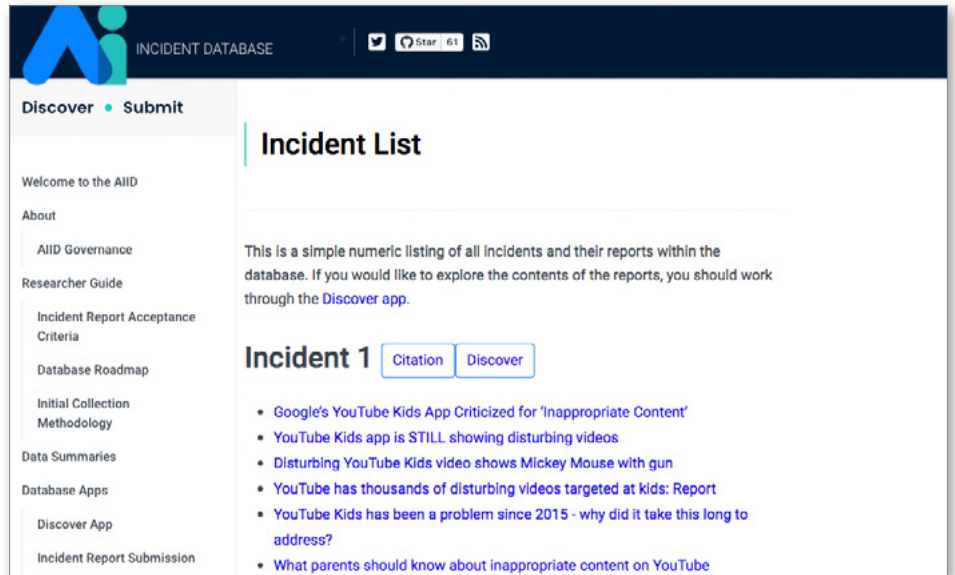 Ai INCIDENT DATABASE
Star 61
Discover • Submit
Welcome to the AIID
About
AIID Governance
Researcher Guide
Incident Report Acceptance
Criteria
Database Roadmap
Initial Collection
Methodology
Data Summaries
Database Apps
Discover App
Incident Report Submission
Incident List
This is a simple numeric listing of all incidents and their reports within the
database. If you would like to explore the contents of the reports, you should work
through the Discover app.
Incident 1 Citation Discover
• Google's YouTube Kids App Criticized for 'Inappropriate Content'
• YouTube Kids app is STILL showing disturbing videos
• Disturbing YouTube Kids video shows Mickey Mouse with gun
• YouTube has thousands of disturbing videos targeted at kids: Report
• YouTube Kids has been a problem since 2015 - why did it take this long to
address?
• What parents should know about inappropriate content on YouTube